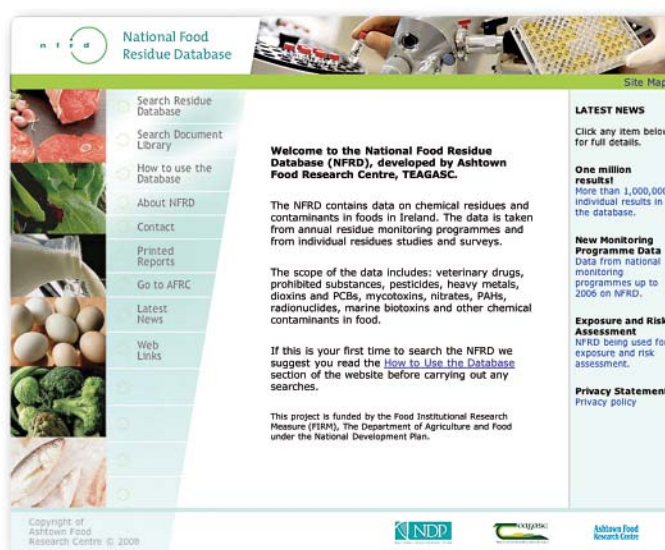 nfrd
National Food
Residue Database
Site Map
Search Residue
Database
Search Document
Library
How to use the
Database
About NFRD
Contact
Printed
Reports
Go to AFRC
Latest
News
Web
Links
Welcome to the National Food Residue
Database (NFRD), developed by Ashtown
Food Research Centre, TEAGASC.
The NFRD contains data on chemical residues and
contaminants in foods in Ireland. The data is taken
from annual residue monitoring programmes and
from individual residues studies and surveys.
The scope of the data includes: veterinary drugs,
prohibited substances, pesticides, heavy metals,
dioxins and PCBs, mycotoxins, nitrates, PAHs,
radionuclides, marine biotoxins and other chemical
contaminants in food.
If this is your first time to search the NFRD we
suggest you read the How to Use the Database
section of the website before carrying out any
searches.
This project is funded by the Food Institutional Research
Measure (FIRM), The Department of Agriculture and Food
under the National Development Plan.
LATEST NEWS
Click any item below
for full details.
One million
results!
More than 1,000,000
individual results in
the database.
New Monitoring
Programme Data
Data from national
monitoring
programmes up to
2006 on NFRD.
Exposure and Risk
Assessment
NFRD being used for
exposure and risk
assessment.
Privacy Statement
Privacy policy
Copyright of
Ashtown Food
Research Centre © 2008
NDP
Teagasc
Ashtown Food
Research Centre